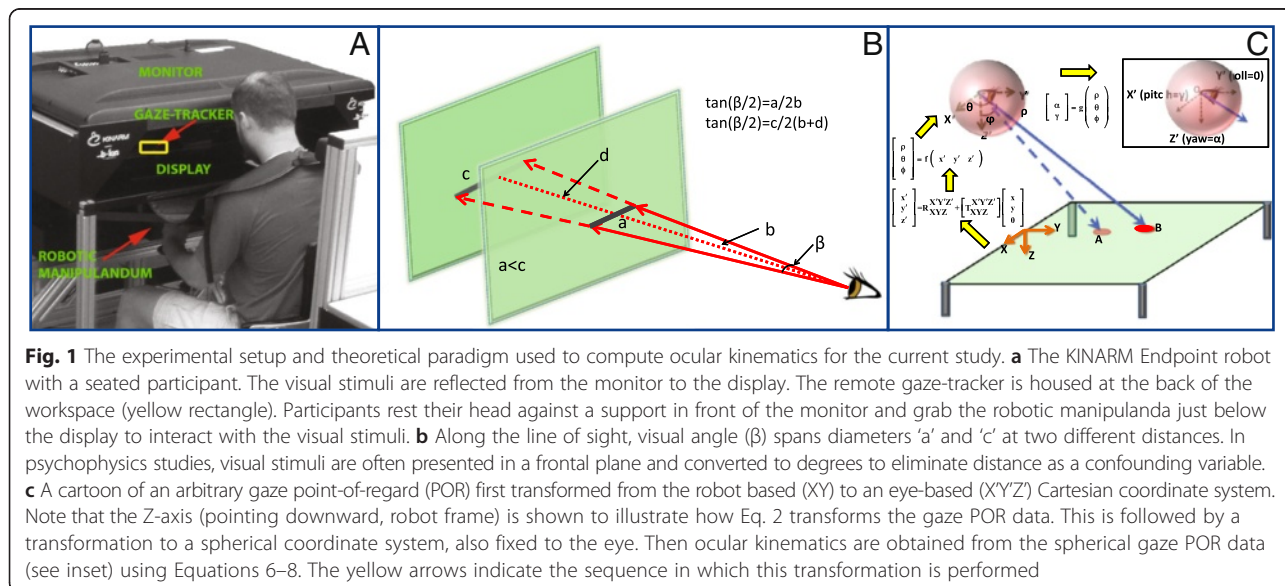 A
MONITOR
GAZE-TRACKER
KINARM
DISPLAY
ROBOTIC
MANIPULANDUM
B
tan(β/2)=a/2b
tan(β/2)=c/2(b+d)
d
c
a
b
β
a<c
C
θ
φ
ρ
X'
[α γ] = g(ρ θ φ)
Y' (roll=0)
X' (pitch=γ)
Z' (yaw=α)
[ρ θ φ] = f( x' y' z' )
[x' y' z'] = R X'Y'Z' XYZ + [T X'Y'Z' XYZ] [x y θ]
X
Y
Z
A
B
Fig. 1 The experimental setup and theoretical paradigm used to compute ocular kinematics for the current study. a The KINARM Endpoint robot
with a seated participant. The visual stimuli are reflected from the monitor to the display. The remote gaze-tracker is housed at the back of the
workspace (yellow rectangle). Participants rest their head against a support in front of the monitor and grab the robotic manipulanda just below
the display to interact with the visual stimuli. b Along the line of sight, visual angle (β) spans diameters ‘a’ and ‘c’ at two different distances. In
psychophysics studies, visual stimuli are often presented in a frontal plane and converted to degrees to eliminate distance as a confounding variable.
c A cartoon of an arbitrary gaze point-of-regard (POR) first transformed from the robot based (XY) to an eye-based (X’Y’Z’) Cartesian coordinate system.
Note that the Z-axis (pointing downward, robot frame) is shown to illustrate how Eq. 2 transforms the gaze POR data. This is followed by a
transformation to a spherical coordinate system, also fixed to the eye. Then ocular kinematics are obtained from the spherical gaze POR data
(see inset) using Equations 6–8. The yellow arrows indicate the sequence in which this transformation is performed